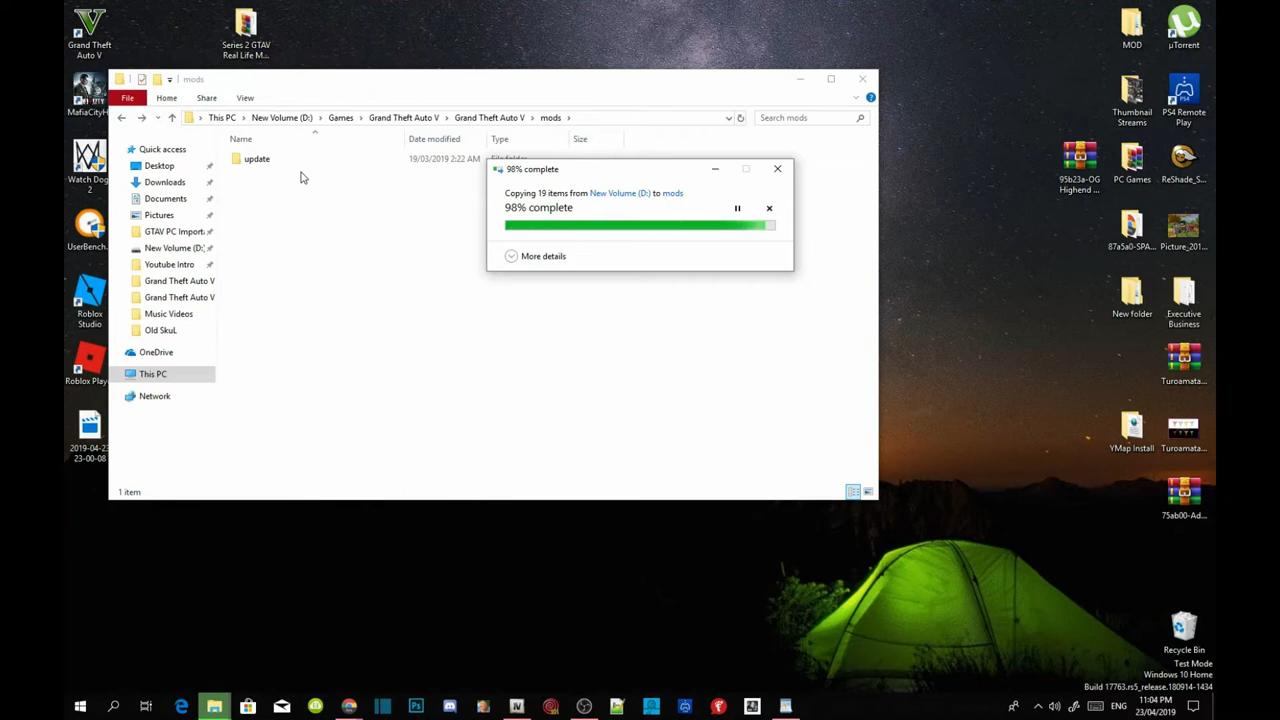 Grand Theft
Auto V
Series 2 GTAV
Real Life M...
MOD
µTorrent
mods
File
Home
Share
View
This PC
New Volume (D:)
Games
Grand Theft Auto V
Grand Theft Auto V
mods
Search mods
Name
Date modified
Type
Size
update
19/03/2019 2:22 AM
98% complete
Copying 19 items from New Volume (D:) to mods
98% complete
More details
Quick access
Desktop
Downloads
Documents
Pictures
GTAV PC Import
New Volume (D:)
Youtube Intro
Grand Theft Auto V
Grand Theft Auto V
Music Videos
Old SkuL
OneDrive
This PC
Network
1 item
MafiaCityH
Watch Dog
2
UserBench
Roblox
Studio
Roblox Play
2019-04-23
23-00-08
Thumbnail
Streams
PS4 Remote
Play
95b23a-OG
Highend ...
PC Games
ReShade_S...
87a5a0-SPA...
Picture_201...
New folder
Executive
Business
Turoamata...
YMap Install
Turoamata...
75ab00-Ad...
Recycle Bin
Test Mode
Windows 10 Home
Build 17763.rs5_release.180914-1434
ENG
11:04 PM
23/04/2019